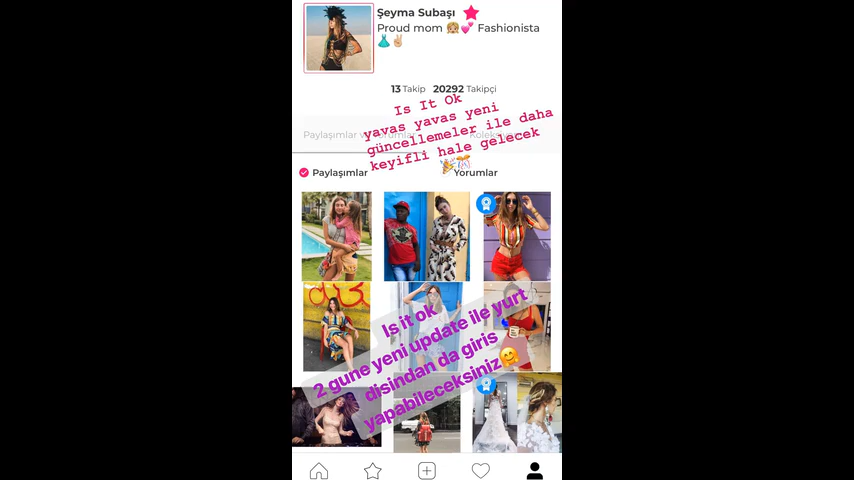 Şeyma Subaşı
Proud mom 👧🏼💕 Fashionista
👗✌🏼
13 Takip 20292 Takipçi
Is It Ok
yavas yavas yeni
güncellemeler ile daha
keyifli hale gelecek
🎉🎊
Paylaşımlar
Yorumlar
Is it ok
2 gune yeni update ile yurt
disindan da giris
yapabileceksiniz🤗